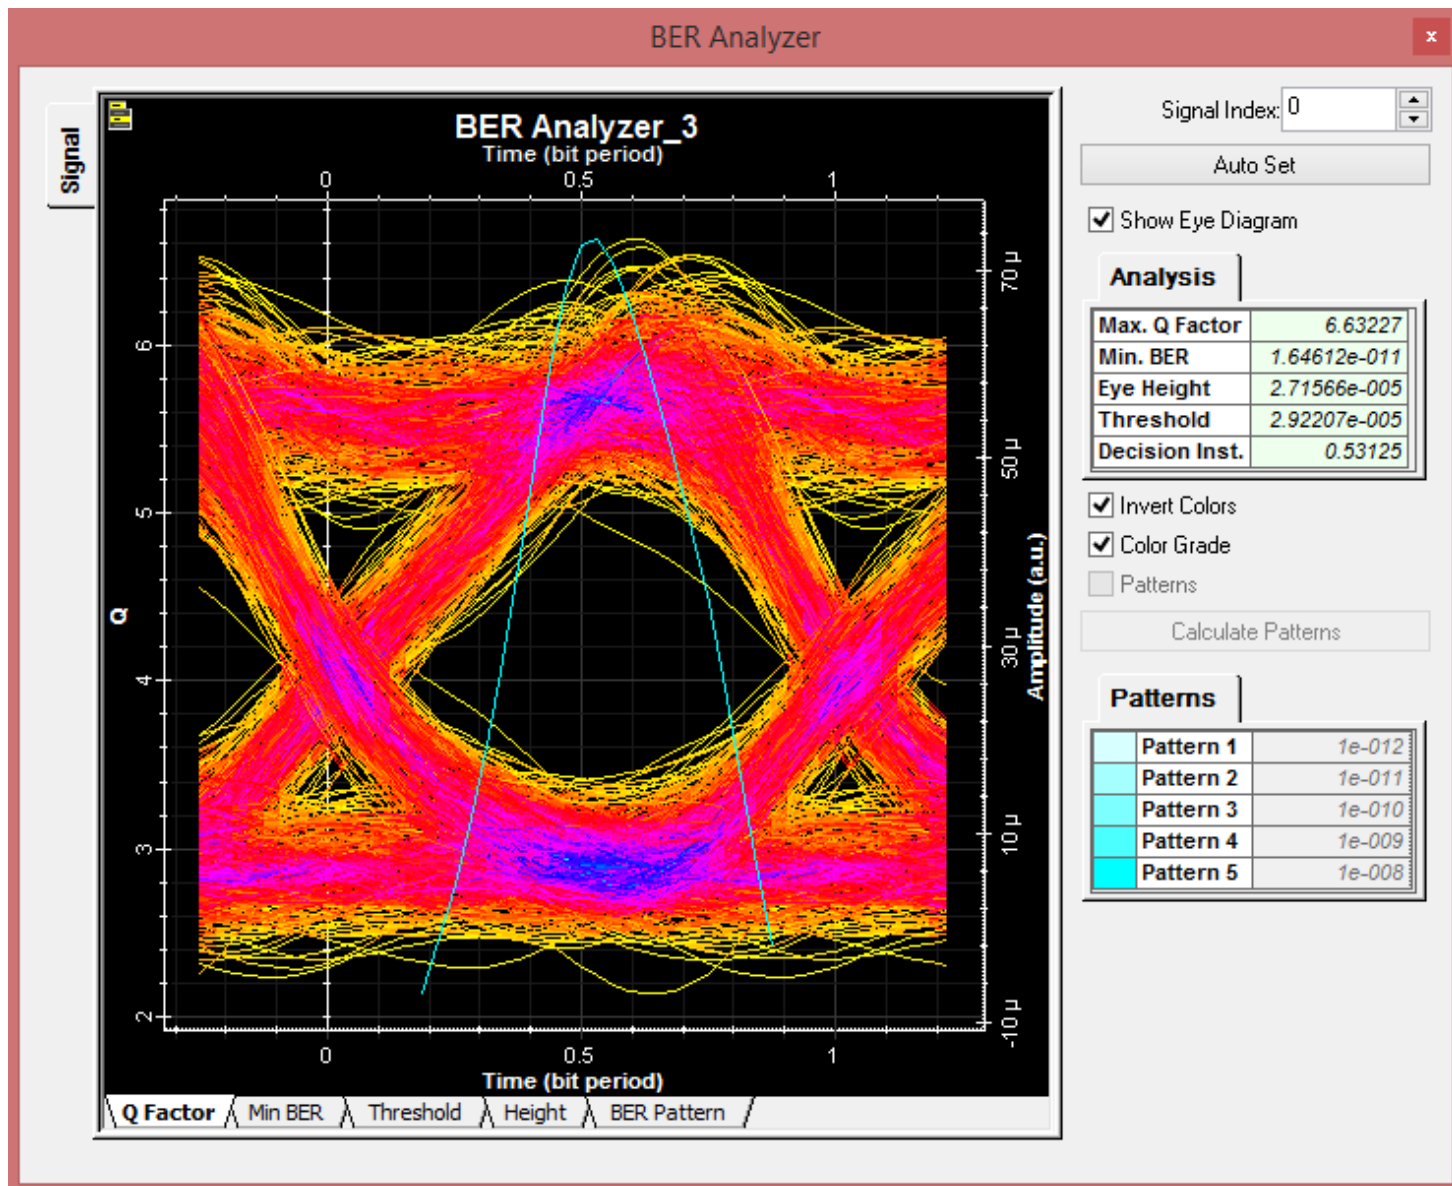 BER Analyzer
x
Signal
BER Analyzer_3
Time (bit period)
0 0.5 1
Q
6
5
4
3
2
Amplitude (a.u.)
70 µ
50 µ
30 µ
10 µ
-10 µ
0 0.5 1
Time (bit period)
Q Factor Min BER Threshold Height BER Pattern
Signal Index: 0
Auto Set
Show Eye Diagram
Analysis
Max. Q Factor 6.63227
Min. BER 1.64612e-011
Eye Height 2.71566e-005
Threshold 2.92207e-005
Decision Inst. 0.53125
Invert Colors
Color Grade
Patterns
Calculate Patterns
Patterns
Pattern 1 1e-012
Pattern 2 1e-011
Pattern 3 1e-010
Pattern 4 1e-009
Pattern 5 1e-008